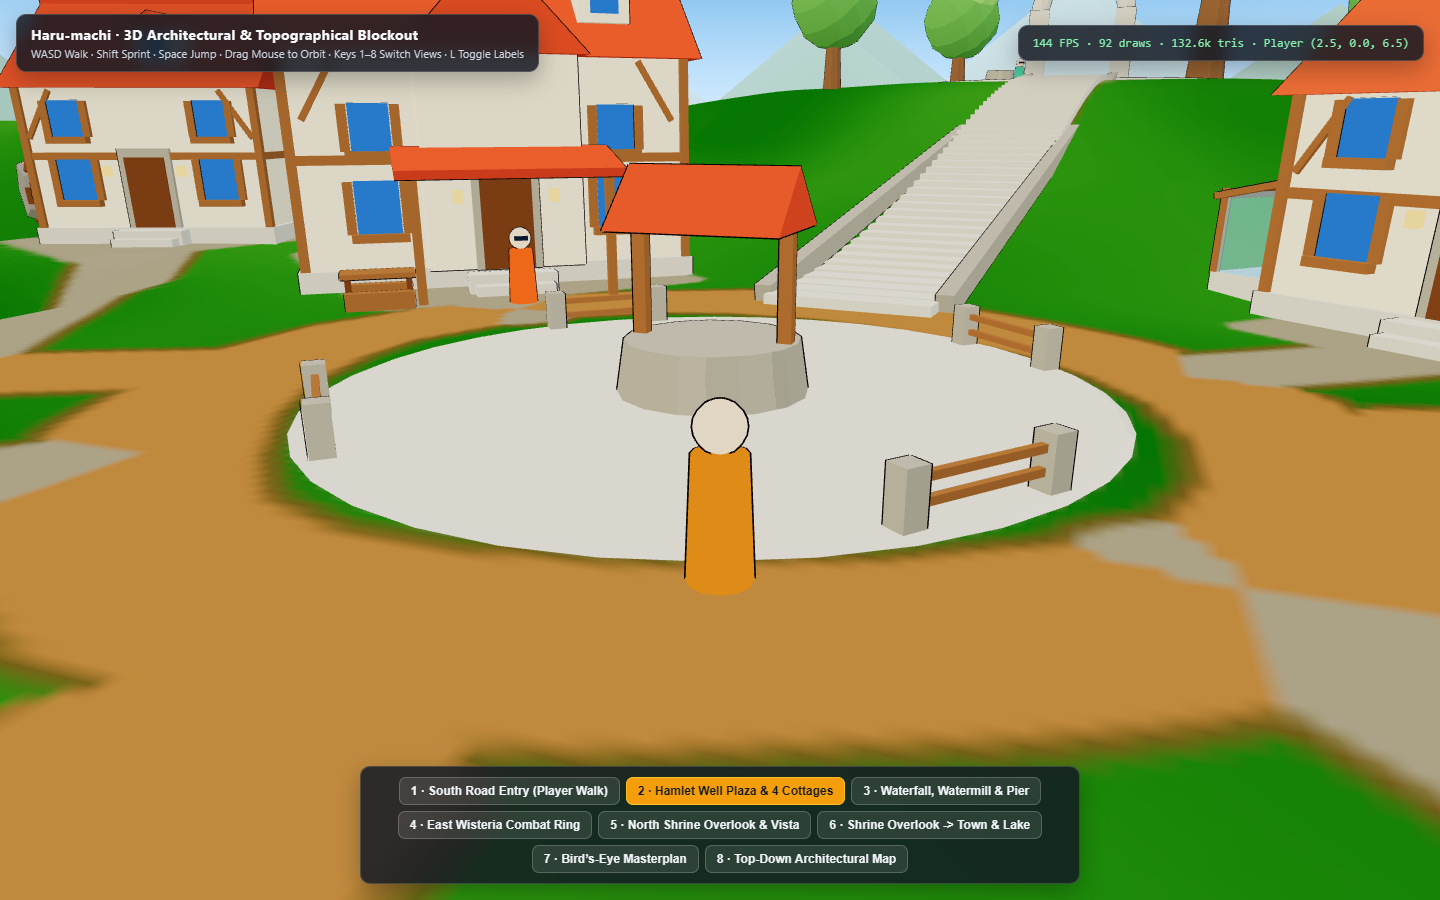 Haru-machi · 3D Architectural & Topographical Blockout
WASD Walk · Shift Sprint · Space Jump · Drag Mouse to Orbit · Keys 1–8 Switch Views · L Toggle Labels
144 FPS · 92 draws · 132.6k tris · Player (2.5, 0.0, 6.5)
1 · South Road Entry (Player Walk)
2 · Hamlet Well Plaza & 4 Cottages
3 · Waterfall, Watermill & Pier
4 · East Wisteria Combat Ring
5 · North Shrine Overlook & Vista
6 · Shrine Overlook -> Town & Lake
7 · Bird's-Eye Masterplan
8 · Top-Down Architectural Map